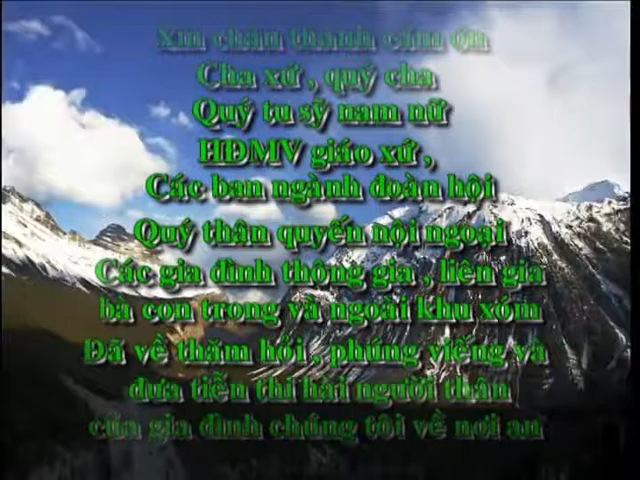 Xin chân thành cám ơn
Cha xứ , quý cha
Quý tu sỹ nam nữ
HĐMV giáo xứ ,
Các ban ngành đoàn hội
Quý thân quyến nội ngoại
Các gia đình thông gia , liên gia
bà con trong và ngoài khu xóm
Đã về thăm hỏi , phúng viếng và
đưa tiễn thi hài người thân
của gia đình chúng tôi về nơi an